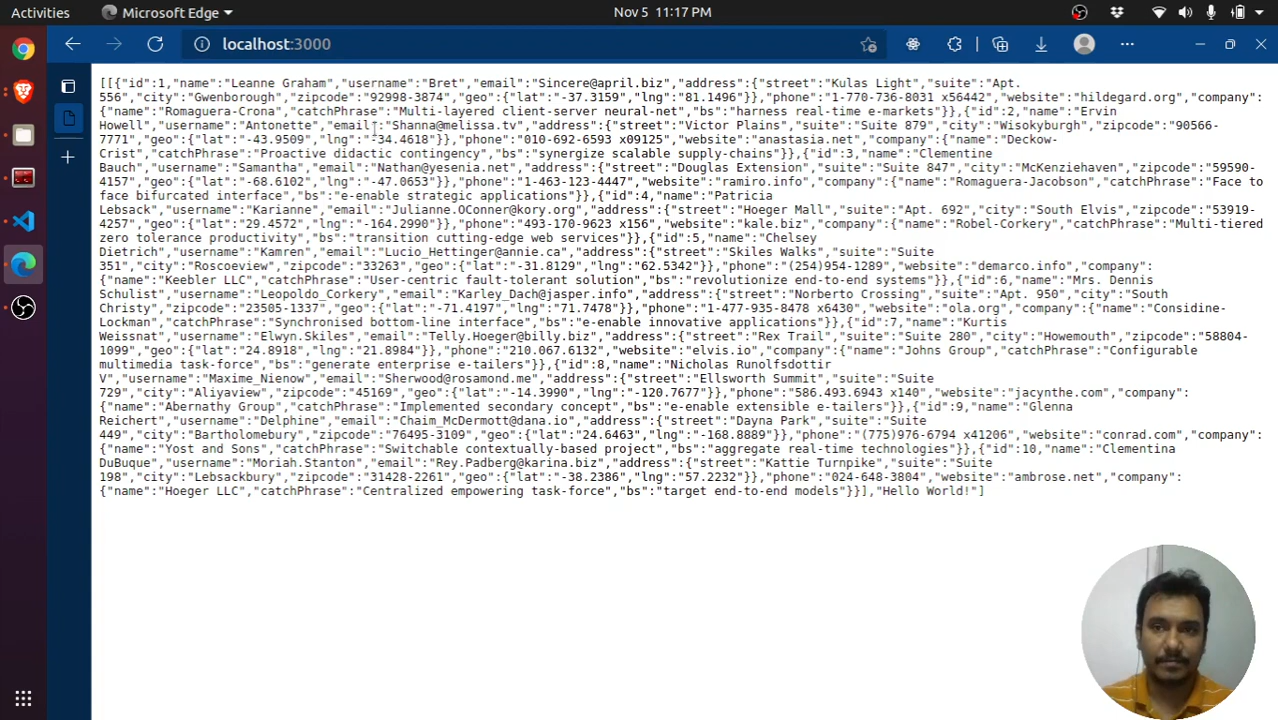 Activities
Microsoft Edge
Nov 5  11:17 PM
localhost:3000
[[{"id":1,"name":"Leanne Graham","username":"Bret","email":"Sincere@april.biz","address":{"street":"Kulas Light","suite":"Apt.
556","city":"Gwenborough","zipcode":"92998-3874","geo":{"lat":"-37.3159","lng":"81.1496"}},"phone":"1-770-736-8031 x56442","website":"hildegard.org","company":
{"name":"Romaguera-Crona","catchPhrase":"Multi-layered client-server neural-net","bs":"harness real-time e-markets"}},{"id":2,"name":"Ervin
Howell","username":"Antonette","email":"Shanna@melissa.tv","address":{"street":"Victor Plains","suite":"Suite 879","city":"Wisokyburgh","zipcode":"90566-
7771","geo":{"lat":"-43.9509","lng":"-34.4618"}},"phone":"010-692-6593 x09125","website":"anastasia.net","company":{"name":"Deckow-
Crist","catchPhrase":"Proactive didactic contingency","bs":"synergize scalable supply-chains"}},{"id":3,"name":"Clementine
Bauch","username":"Samantha","email":"Nathan@yesenia.net","address":{"street":"Douglas Extension","suite":"Suite 847","city":"McKenziehaven","zipcode":"59590-
4157","geo":{"lat":"-68.6102","lng":"-47.0653"}},"phone":"1-463-123-4447","website":"ramiro.info","company":{"name":"Romaguera-Jacobson","catchPhrase":"Face to
face bifurcated interface","bs":"e-enable strategic applications"}},{"id":4,"name":"Patricia
Lebsack","username":"Karianne","email":"Julianne.OConner@kory.org","address":{"street":"Hoeger Mall","suite":"Apt. 692","city":"South Elvis","zipcode":"53919-
4257","geo":{"lat":"29.4572","lng":"-164.2990"}},"phone":"493-170-9623 x156","website":"kale.biz","company":{"name":"Robel-Corkery","catchPhrase":"Multi-tiered
zero tolerance productivity","bs":"transition cutting-edge web services"}},{"id":5,"name":"Chelsey
Dietrich","username":"Kamren","email":"Lucio_Hettinger@annie.ca","address":{"street":"Skiles Walks","suite":"Suite
351","city":"Roscoeview","zipcode":"33263","geo":{"lat":"-31.8129","lng":"62.5342"}},"phone":"(254)954-1289","website":"demarco.info","company":
{"name":"Keebler LLC","catchPhrase":"User-centric fault-tolerant solution","bs":"revolutionize end-to-end systems"}},{"id":6,"name":"Mrs. Dennis
Schulist","username":"Leopoldo_Corkery","email":"Karley_Dach@jasper.info","address":{"street":"Norberto Crossing","suite":"Apt. 950","city":"South
Christy","zipcode":"23505-1337","geo":{"lat":"-71.4197","lng":"71.7478"}},"phone":"1-477-935-8478 x6430","website":"ola.org","company":{"name":"Considine-
Lockman","catchPhrase":"Synchronised bottom-line interface","bs":"e-enable innovative applications"}},{"id":7,"name":"Kurtis
Weissnat","username":"Elwyn.Skiles","email":"Telly.Hoeger@billy.biz","address":{"street":"Rex Trail","suite":"Suite 280","city":"Howemouth","zipcode":"58804-
1099","geo":{"lat":"24.8918","lng":"21.8984"}},"phone":"210.067.6132","website":"elvis.io","company":{"name":"Johns Group","catchPhrase":"Configurable
multimedia task-force","bs":"generate enterprise e-tailers"}},{"id":8,"name":"Nicholas Runolfsdottir
V","username":"Maxime_Nienow","email":"Sherwood@rosamond.me","address":{"street":"Ellsworth Summit","suite":"Suite
729","city":"Aliyaview","zipcode":"45169","geo":{"lat":"-14.3990","lng":"-120.7677"}},"phone":"586.493.6943 x140","website":"jacynthe.com","company":
{"name":"Abernathy Group","catchPhrase":"Implemented secondary concept","bs":"e-enable extensible e-tailers"}},{"id":9,"name":"Glenna
Reichert","username":"Delphine","email":"Chaim_McDermott@dana.io","address":{"street":"Dayna Park","suite":"Suite
449","city":"Bartholomebury","zipcode":"76495-3109","geo":{"lat":"24.6463","lng":"-168.8889"}},"phone":"(775)976-6794 x41206","website":"conrad.com","company":
{"name":"Yost and Sons","catchPhrase":"Switchable contextually-based project","bs":"aggregate real-time technologies"}},{"id":10,"name":"Clementina
DuBuque","username":"Moriah.Stanton","email":"Rey.Padberg@karina.biz","address":{"street":"Kattie Turnpike","suite":"Suite
198","city":"Lebsackbury","zipcode":"31428-2261","geo":{"lat":"-38.2386","lng":"57.2232"}},"phone":"024-648-3804","website":"ambrose.net","company":
{"name":"Hoeger LLC","catchPhrase":"Centralized empowering task-force","bs":"target end-to-end models"}}],"Hello World!"]